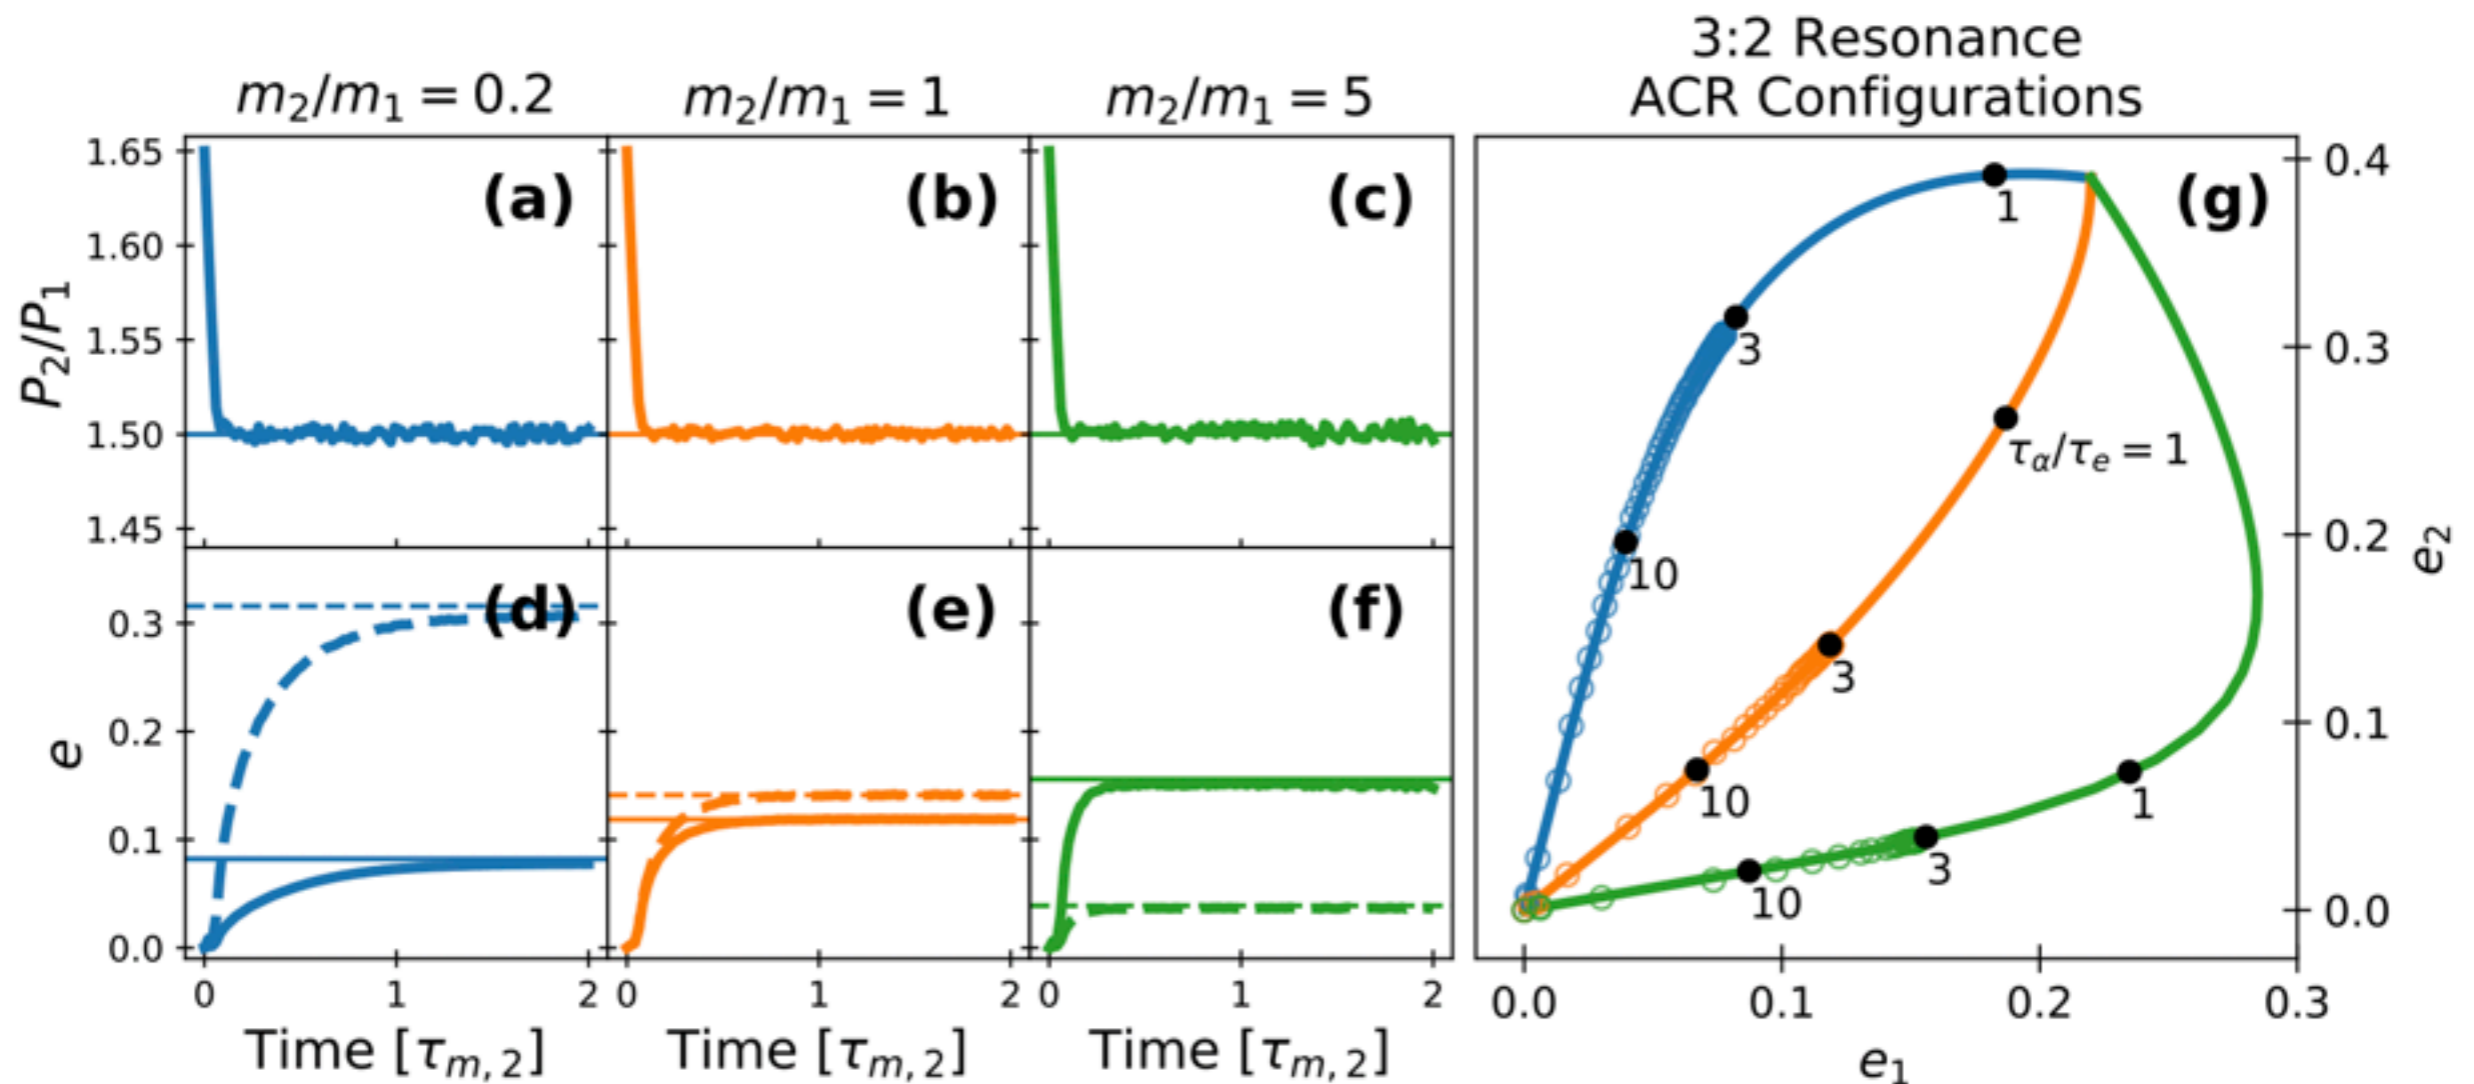 m₂/m₁ = 0.2
m₂/m₁ = 1
m₂/m₁ = 5
3:2 Resonance
ACR Configurations
P₂/P₁
1.65
1.60
1.55
1.50
1.45
(a)
(b)
(c)
e
0.3
0.2
0.1
0.0
(d)
(e)
(f)
0 1 2
0 1 2
0 1 2
Time [τₘ,₂]
Time [τₘ,₂]
Time [τₘ,₂]
(g)
1
3
10
τ_α/τ_e = 1
3
10
1
3
10
0.4
0.3
0.2
0.1
0.0
e₂
0.0 0.1 0.2 0.3
e₁